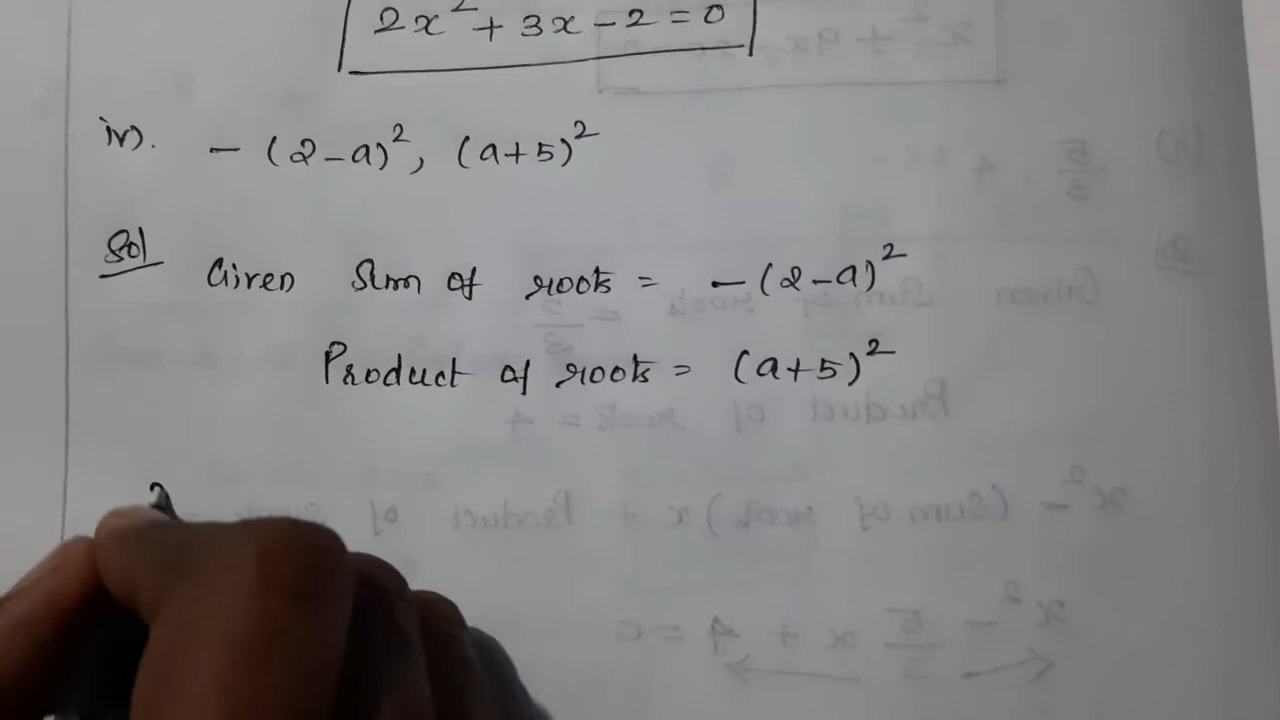 2x² + 3x - 2 = 0
iv). - (2-a)², (a+5)²
Sol Given Sum of roots = - (2-a)²
Product of roots = (a+5)²